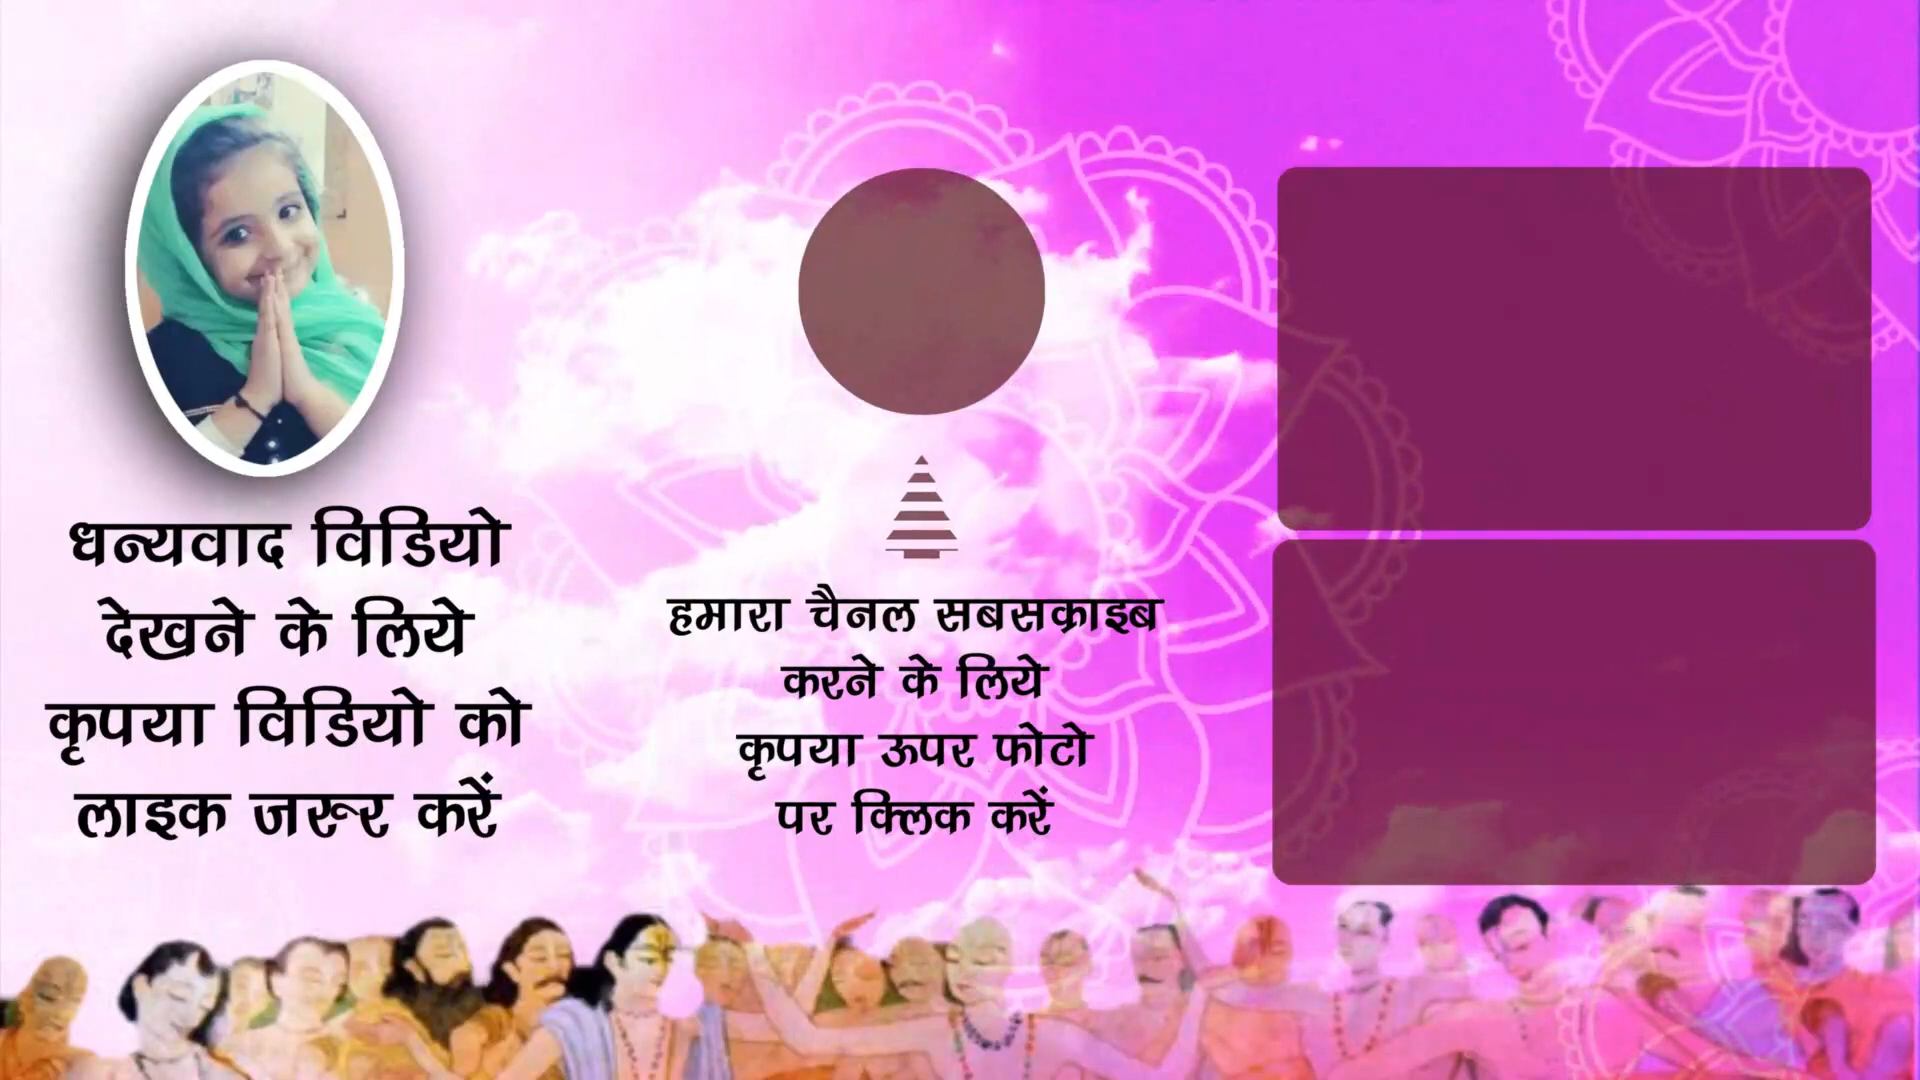 धन्यवाद विडियो
देखने के लिये
कृपया विडियो को
लाइक जरूर करें
हमारा चैनल सबसक्राइब
करने के लिये
कृपया ऊपर फोटो
पर क्लिक करें